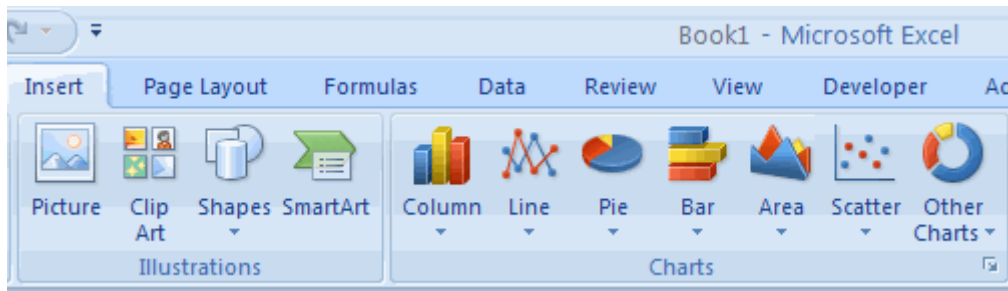 Book1 - Microsoft Excel
Insert Page Layout Formulas Data Review View Developer
Picture Clip Art Shapes SmartArt Column Line Pie Bar Area Scatter Other Charts
Illustrations Charts